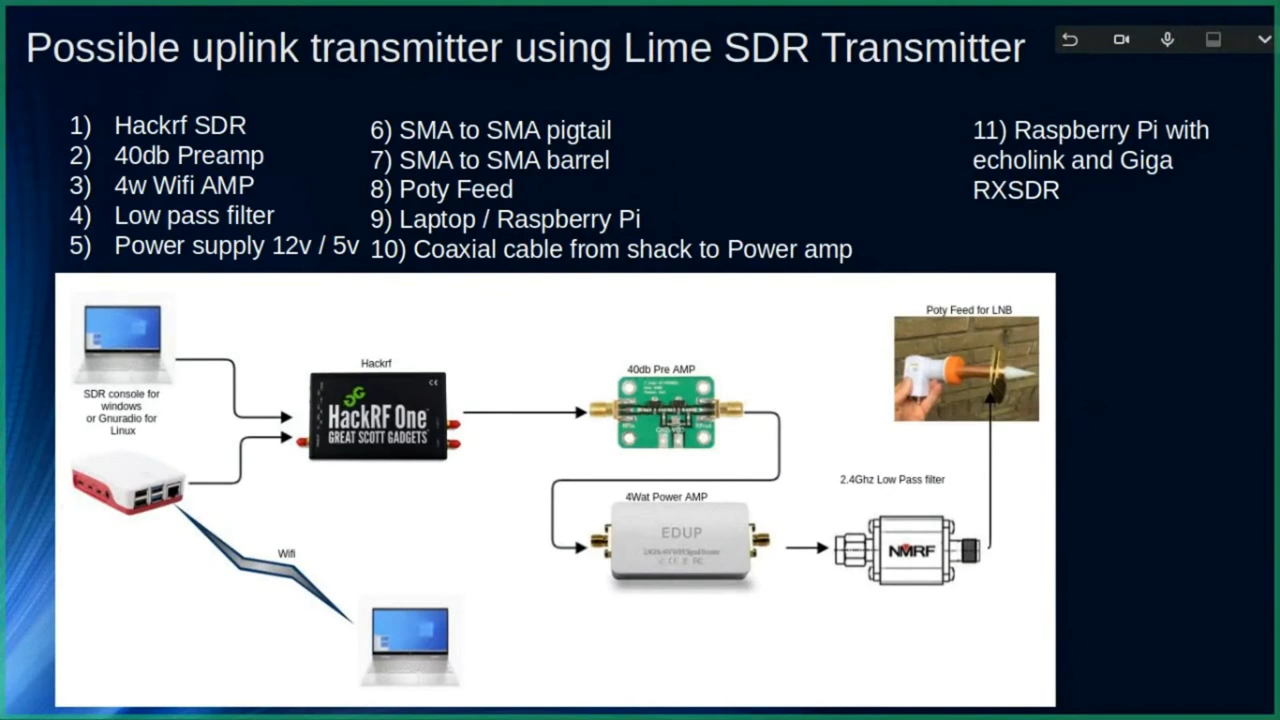 Possible uplink transmitter using Lime SDR Transmitter
1) Hackrf SDR
2) 40db Preamp
3) 4w Wifi AMP
4) Low pass filter
5) Power supply 12v / 5v
6) SMA to SMA pigtail
7) SMA to SMA barrel
8) Poty Feed
9) Laptop / Raspberry Pi
10) Coaxial cable from shack to Power amp
11) Raspberry Pi with
echolink and Giga
RXSDR
SDR console for
windows
or Gnuradio for
Linux
Hackrf
HackRF One
GREAT SCOTT GADGETS
40db Pre AMP
Poty Feed for LNB
4Wat Power AMP
EDUP
2.4Ghz Low Pass filter
NMRF
Wifi